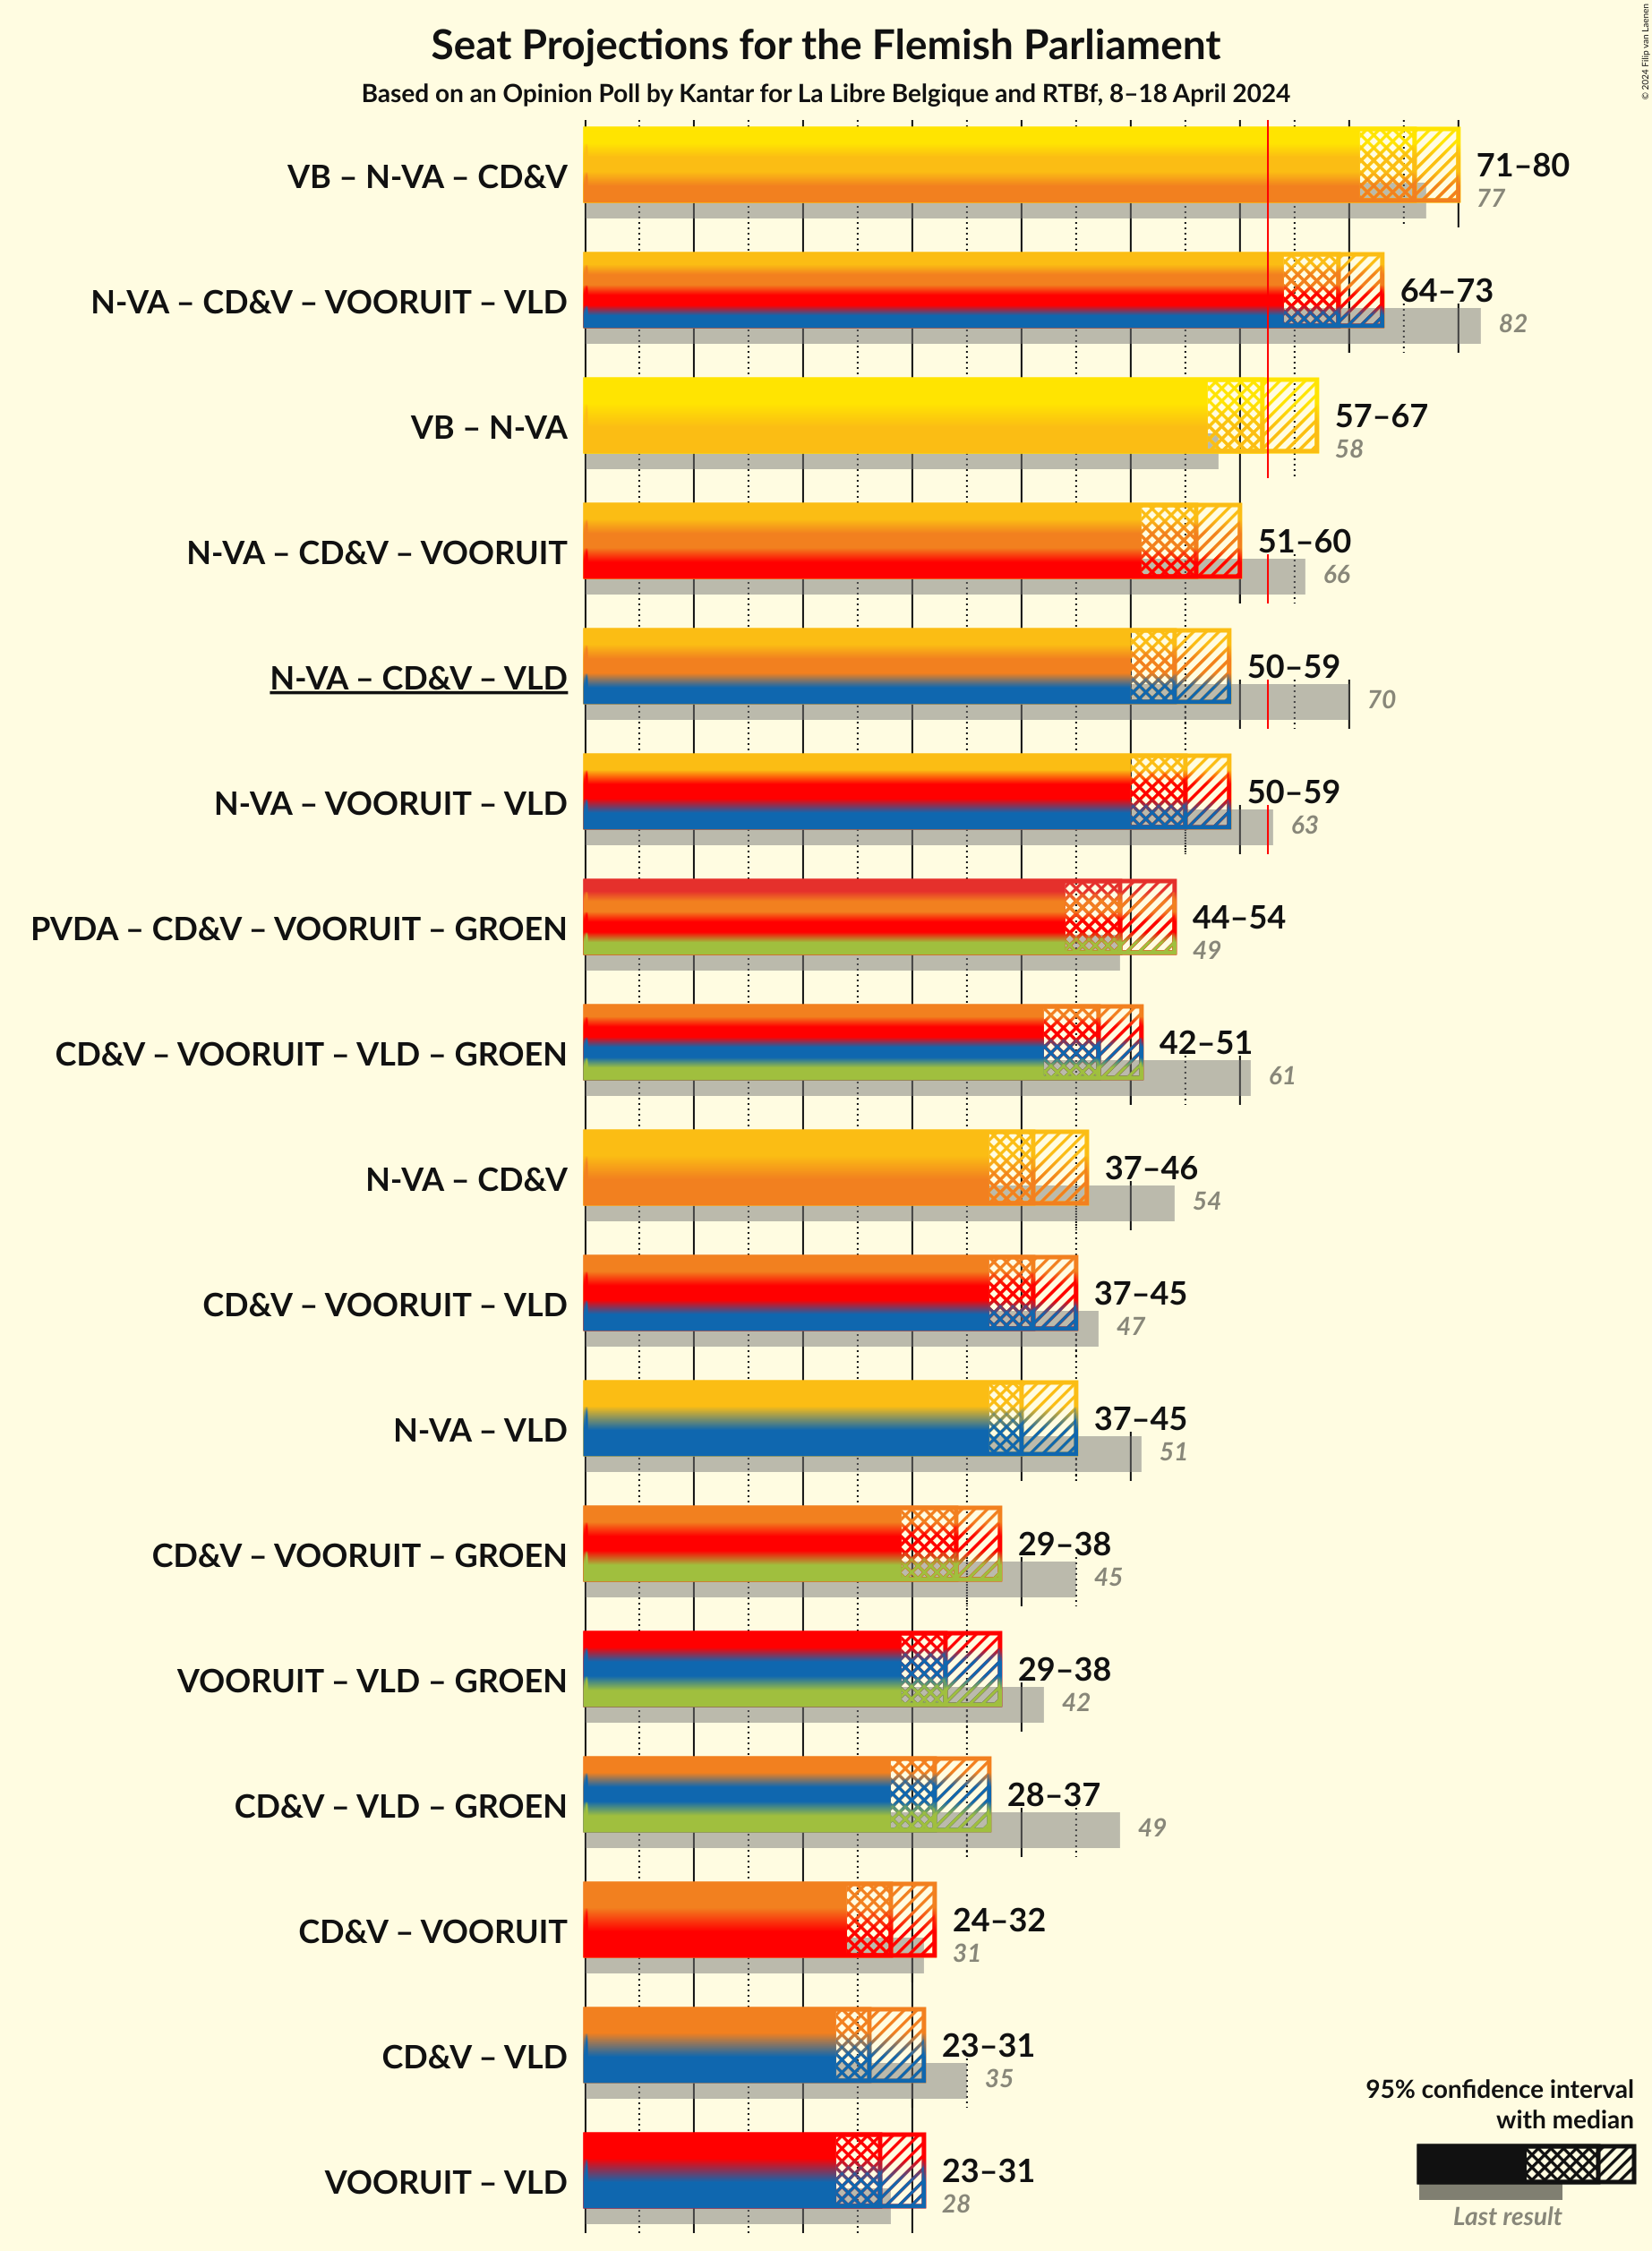 Seat Projections for the Flemish Parliament
Based on an Opinion Poll by Kantar for La Libre Belgique and RTBf, 8–18 April 2024
© 2024 Filip van Laenen
VB – N-VA – CD&V
71–80
77
N-VA – CD&V – VOORUIT – VLD
64–73
82
VB – N-VA
57–67
58
N-VA – CD&V – VOORUIT
51–60
66
N-VA – CD&V – VLD
50–59
70
N-VA – VOORUIT – VLD
50–59
63
PVDA – CD&V – VOORUIT – GROEN
44–54
49
CD&V – VOORUIT – VLD – GROEN
42–51
61
N-VA – CD&V
37–46
54
CD&V – VOORUIT – VLD
37–45
47
N-VA – VLD
37–45
51
CD&V – VOORUIT – GROEN
29–38
45
VOORUIT – VLD – GROEN
29–38
42
CD&V – VLD – GROEN
28–37
49
CD&V – VOORUIT
24–32
31
CD&V – VLD
23–31
35
VOORUIT – VLD
23–31
28
95% confidence interval
with median
Last result